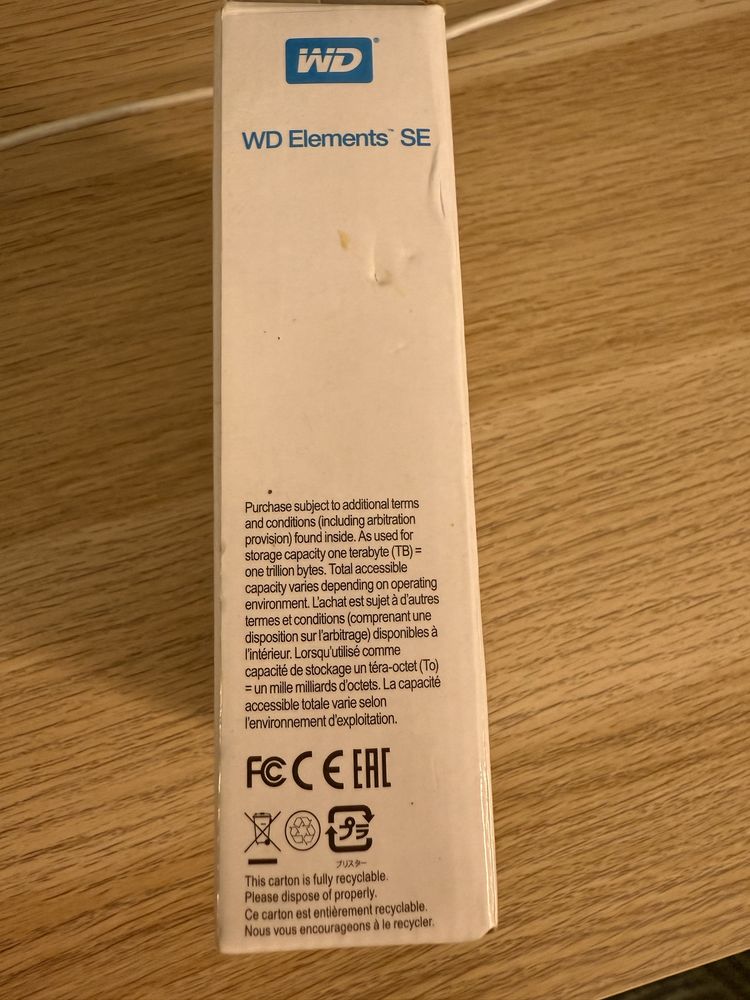 WD®
WD Elements™ SE
Purchase subject to additional terms
and conditions (including arbitration
provision) found inside. As used for
storage capacity one terabyte (TB) =
one trillion bytes. Total accessible
capacity varies depending on operating
environment. L'achat est sujet à d'autres
termes et conditions (comprenant une
disposition sur l'arbitrage) disponibles à
l'intérieur. Lorsqu'utilisé comme
capacité de stockage un téra-octet (To)
= un mille milliards d'octets. La capacité
accessible totale varie selon
l'environnement d'exploitation.
FC CE EAC
プラ
ブリスター
This carton is fully recyclable.
Please dispose of properly.
Ce carton est entièrement recyclable.
Nous vous encourageons à le recycler.